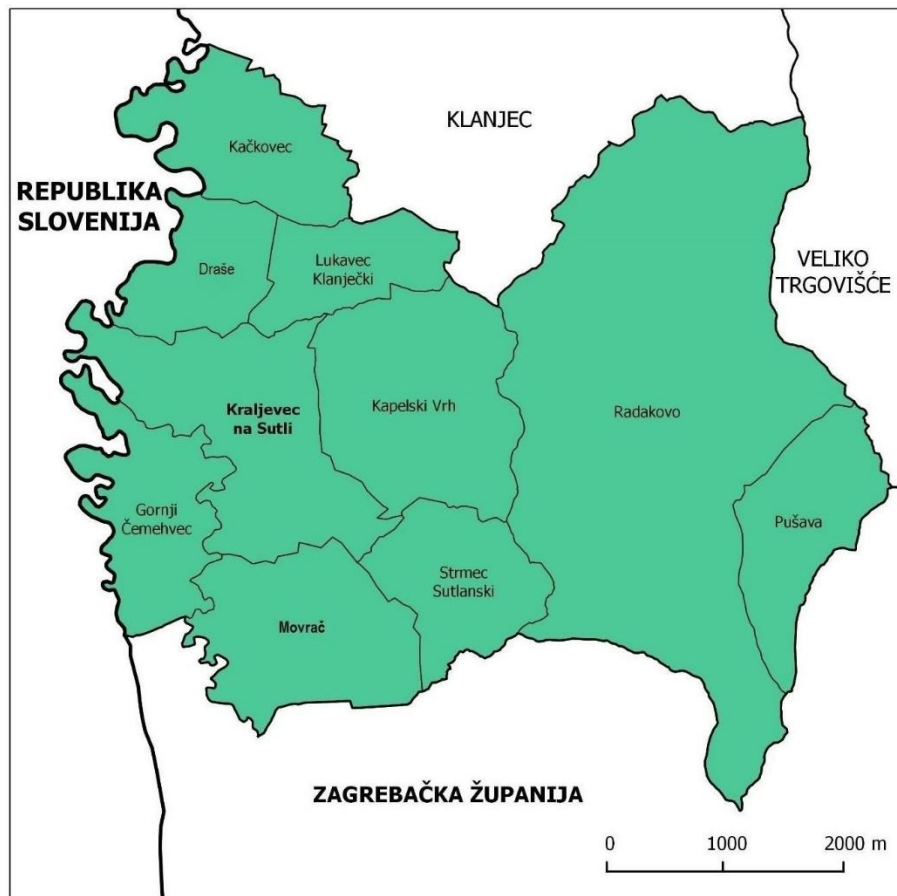 KLANJEC
Kačkovec
REPUBLIKA
SLOVENIJA
VELIKO
TRGOVIŠĆE
Draše
Lukavec
Klanječki
Kraljevec
na Sutli
Kapelski Vrh
Radakovo
Gornji
Čemehvec
Pušava
Strmec
Sutlanski
Movrač
ZAGREBAČKA ŽUPANIJA
0 1000 2000 m